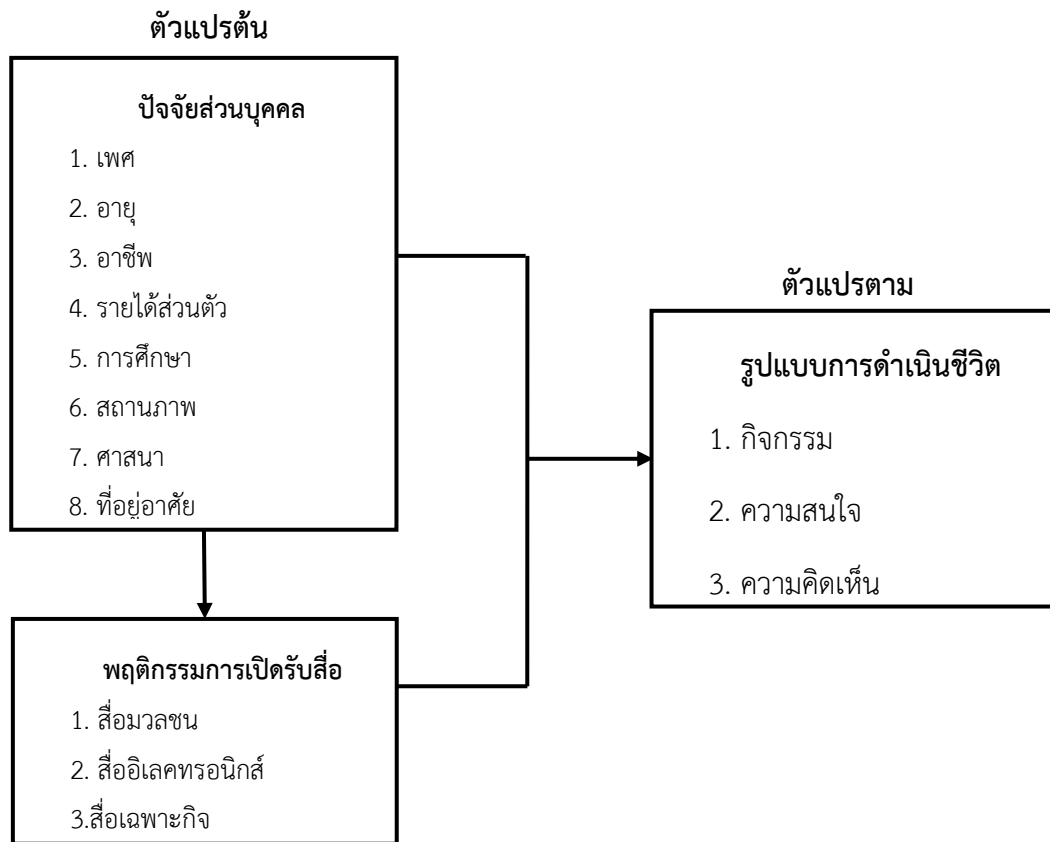 ตัวแปรต้น
ปัจจัยส่วนบุคคล
1. เพศ
2. อายุ
3. อาชีพ
4. รายได้ส่วนตัว
5. การศึกษา
6. สถานภาพ
7. ศาสนา
8. ที่อยู่อาศัย
พฤติกรรมการเปิดรับสื่อ
1. สื่อมวลชน
2. สื่ออิเลคทรอนิกส์
3.สื่อเฉพาะกิจ
ตัวแปรตาม
รูปแบบการดำเนินชีวิต
1. กิจกรรม
2. ความสนใจ
3. ความคิดเห็น